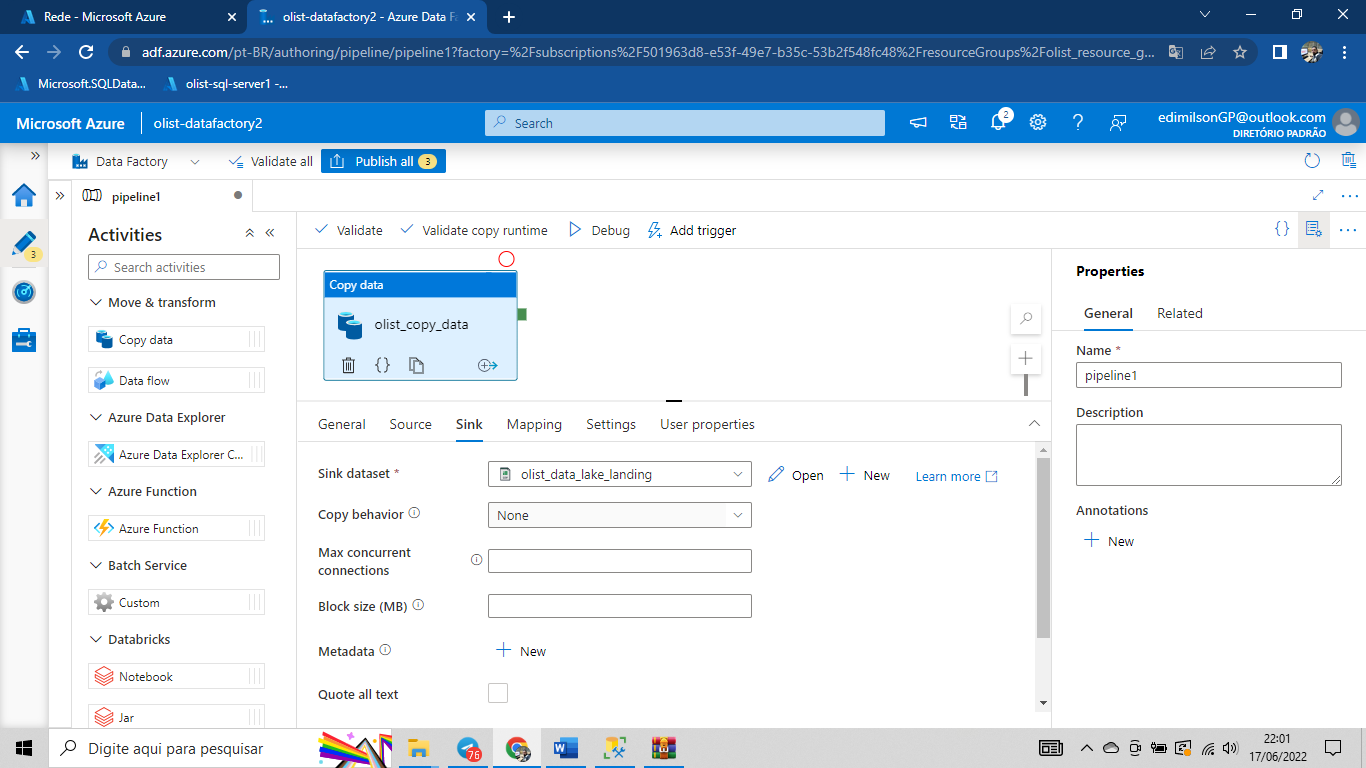 Rede - Microsoft Azure
olist-datafactory2 - Azure Data Fa
adf.azure.com/pt-BR/authoring/pipeline/pipeline1?factory=%2Fsubscriptions%2F501963d8-e53f-49e7-b35c-53b2f548fc48%2FresourceGroups%2Folist_resource_g...
Microsoft.SQLData...
olist-sql-server1 -...
Microsoft Azure
olist-datafactory2
Search
2
edimilsonGP@outlook.com
DIRETÓRIO PADRÃO
Data Factory
Validate all
Publish all 3
pipeline1
3
Activities
Search activities
Move & transform
Copy data
Data flow
Azure Data Explorer
Azure Data Explorer C...
Azure Function
Azure Function
Batch Service
Custom
Databricks
Notebook
Jar
Validate
Validate copy runtime
Debug
Add trigger
Copy data
olist_copy_data
General
Source
Sink
Mapping
Settings
User properties
Sink dataset *
olist_data_lake_landing
Open
New
Learn more
Copy behavior
None
Max concurrent
connections
Block size (MB)
Metadata
New
Quote all text
Properties
General
Related
Name *
pipeline1
Description
Annotations
New
Digite aqui para pesquisar
76
22:01
17/06/2022